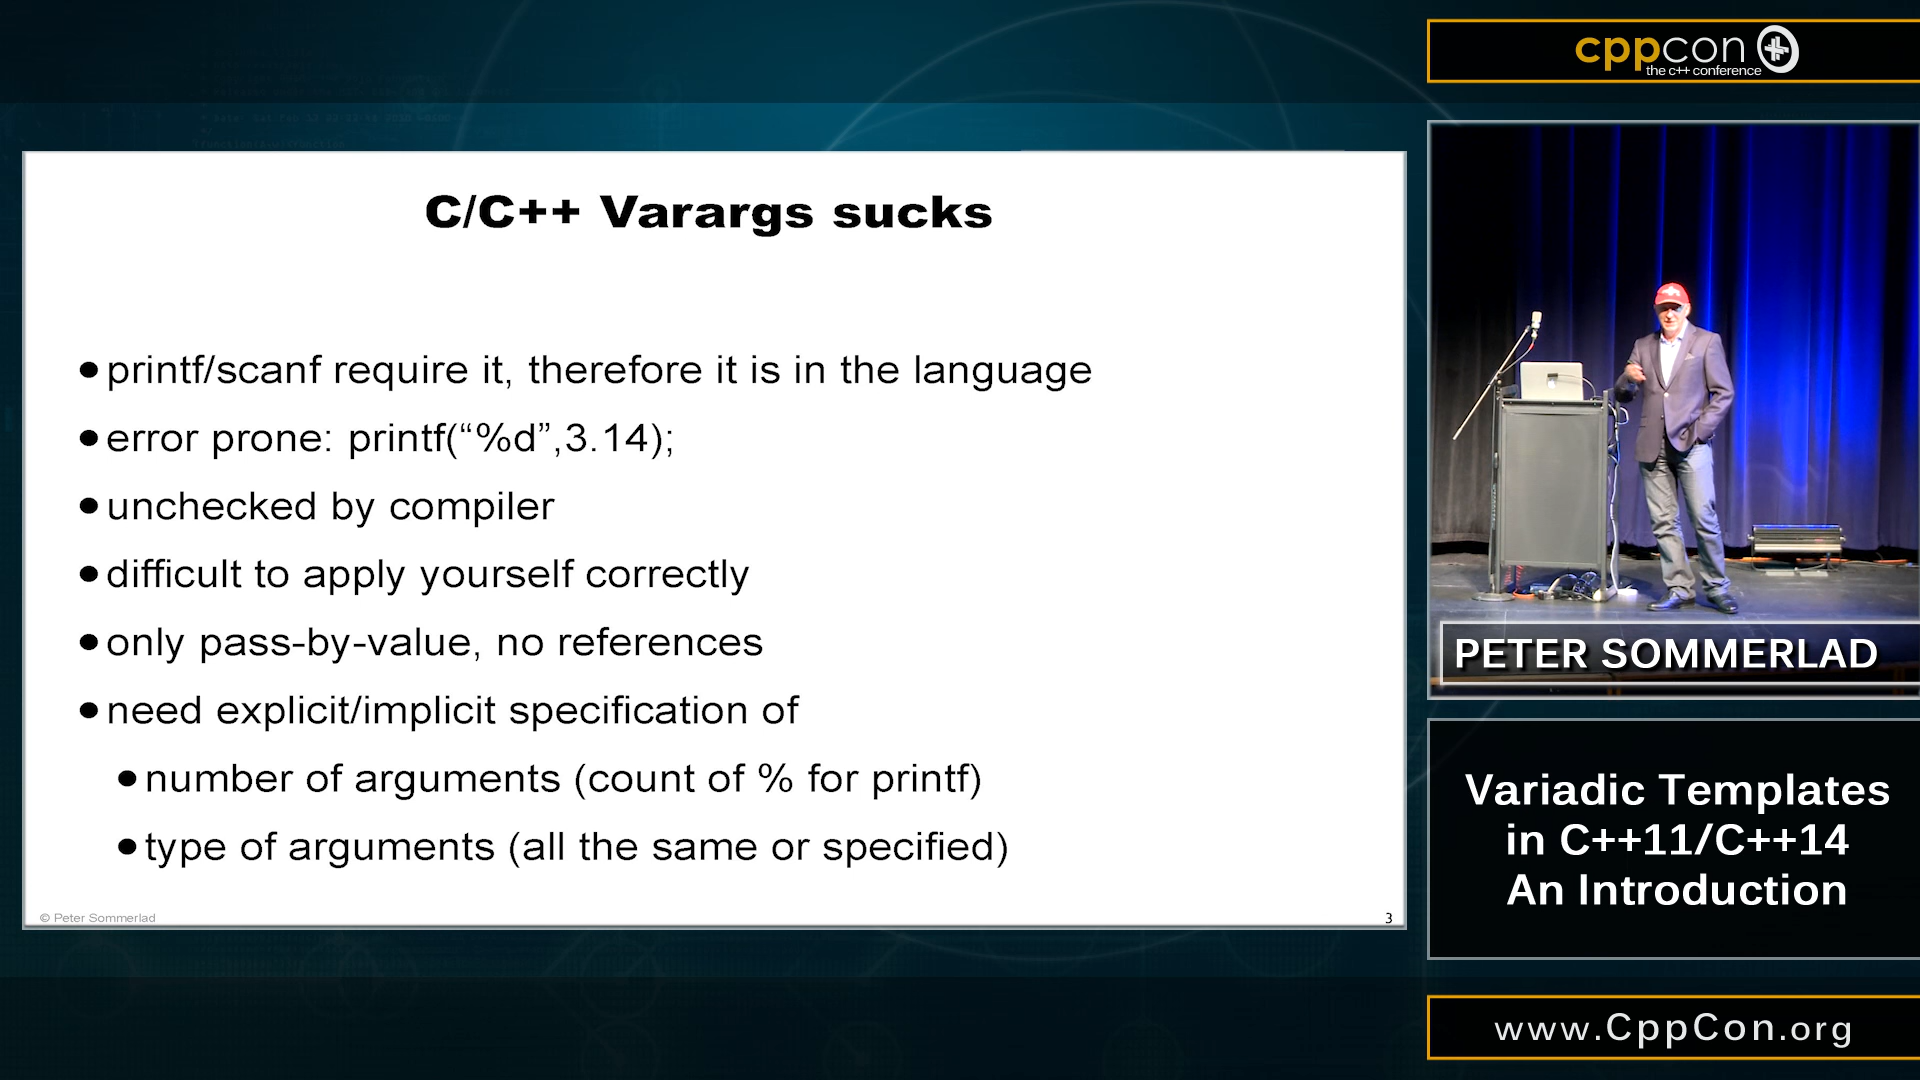 C/C++ Varargs sucks
●printf/scanf require it, therefore it is in the language
●error prone: printf(“%d”,3.14);
●unchecked by compiler
●difficult to apply yourself correctly
●only pass-by-value, no references
●need explicit/implicit specification of
●number of arguments (count of % for printf)
●type of arguments (all the same or specified)
© Peter Sommerlad
3
cppcon
the c++ conference
PETER SOMMERLAD
Variadic Templates
in C++11/C++14
An Introduction
www.CppCon.org